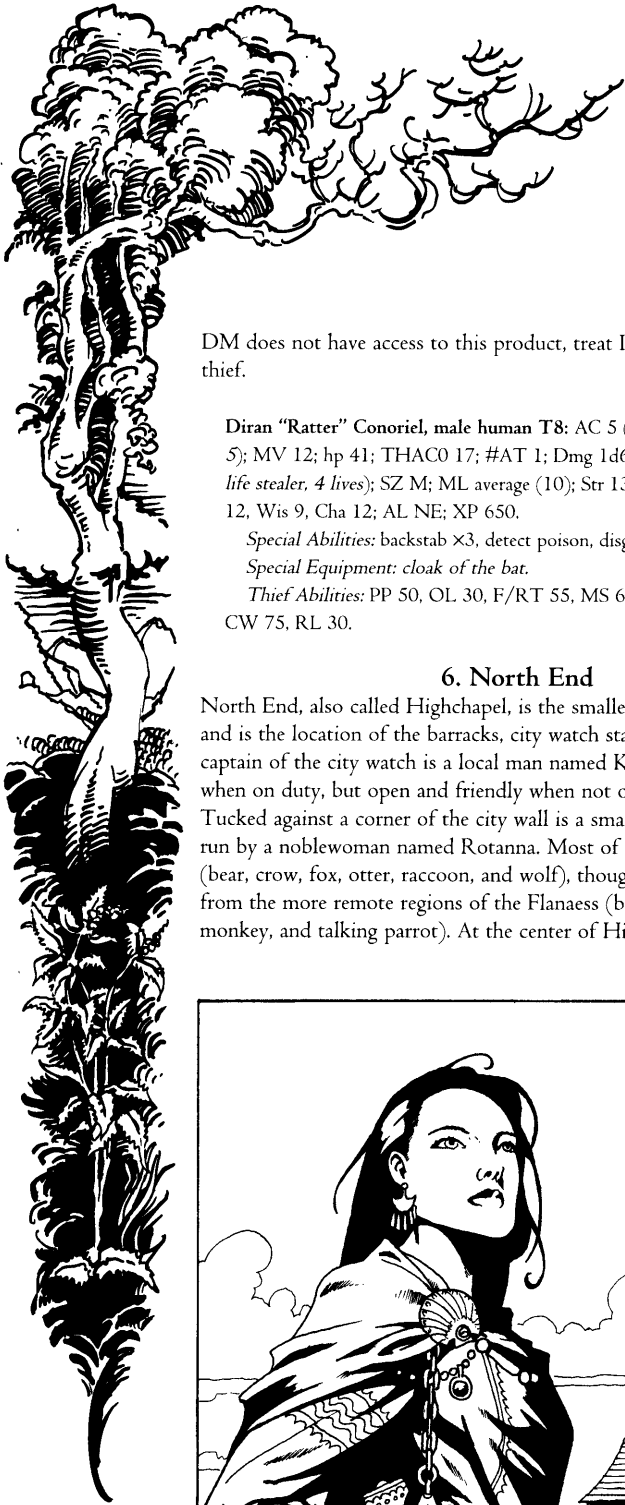 DM does not have access to this product, treat
thief.
Diran “Ratter” Conoriel, male human T8: AC 5
5); MV 12; hp 41; THAC0 17; #AT 1; Dmg 1d6
life stealer, 4 lives); SZ M; ML average (10); Str 13
12, Wis 9, Cha 12; AL NE; XP 650.
Special Abilities: backstab ×3, detect poison,
Special Equipment: cloak of the bat.
Thief Abilities: PP 50, OL 30, F/RT 55, MS 6
CW 75, RL 30.
6. North End
North End, also called Highchapel, is the smalle
and is the location of the barracks, city watch sta
captain of the city watch is a local man named K
when on duty, but open and friendly when not o
Tucked against a corner of the city wall is a sma
run by a noblewoman named Rotanna. Most of
(bear, crow, fox, otter, raccoon, and wolf), thoug
from the more remote regions of the Flanaess (b
monkey, and talking parrot). At the center of Hi